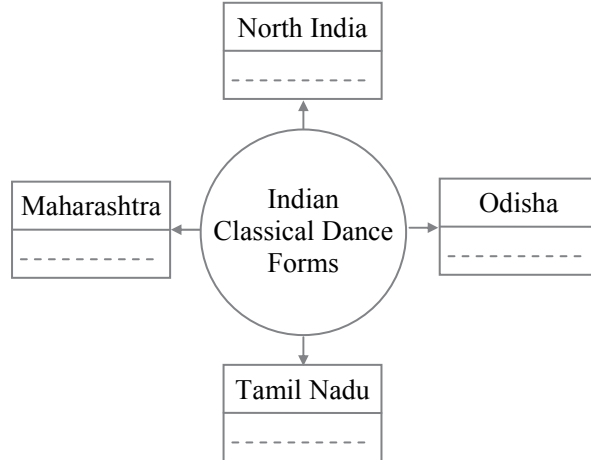 North India
Maharashtra
Indian
Classical Dance
Forms
Odisha
Tamil Nadu